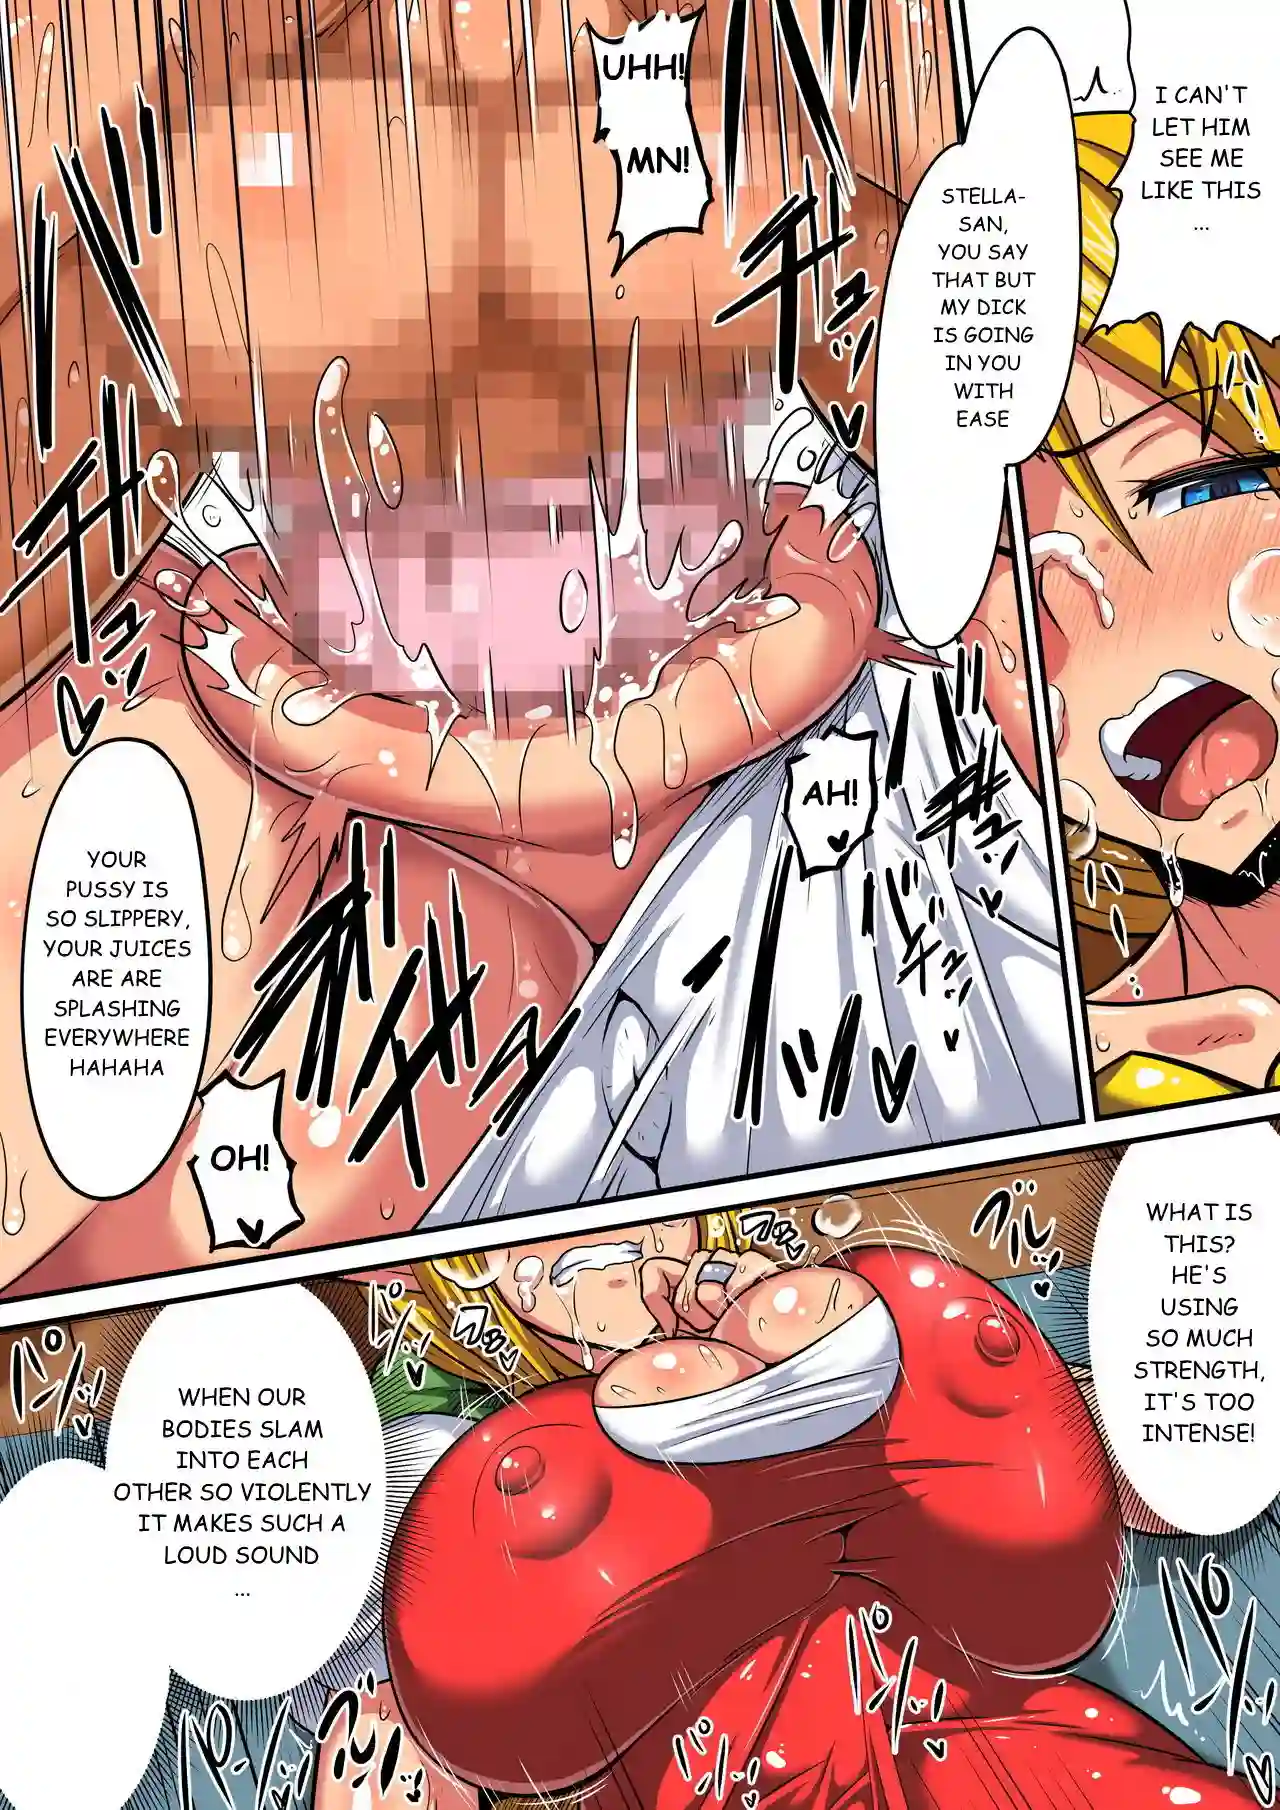 I CAN'T
LET HIM
SEE ME
LIKE THIS
...
UHH!
MN!
STELLA-
SAN,
YOU SAY
THAT BUT
MY DICK
IS GOING
IN YOU
WITH
EASE
AH!
YOUR
PUSSY IS
SO SLIPPERY,
YOUR JUICES
ARE ARE
SPLASHING
EVERYWHERE
HAHAHA
OH!
WHAT IS
THIS?
HE'S
USING
SO MUCH
STRENGTH,
IT'S TOO
INTENSE!
WHEN OUR
BODIES SLAM
INTO EACH
OTHER SO VIOLENTLY
IT MAKES SUCH A
LOUD SOUND
...